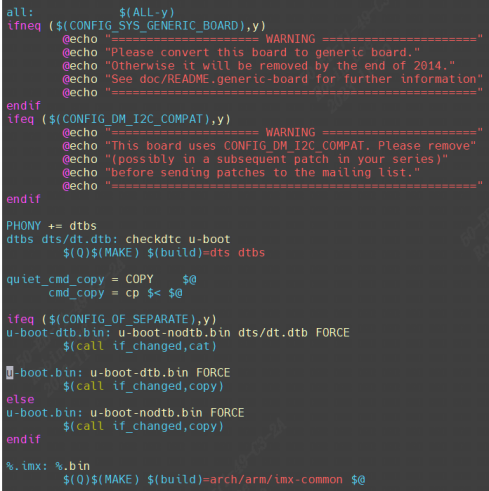 all:		$(ALL-y)
ifneq ($(CONFIG_SYS_GENERIC_BOARD),y)
	@echo "===================== WARNING ======================"
	@echo "Please convert this board to generic board."
	@echo "Otherwise it will be removed by the end of 2014."
	@echo "See doc/README.generic-board for further information"
	@echo "===================================================="
endif
ifeq ($(CONFIG_DM_I2C_COMPAT),y)
	@echo "===================== WARNING ======================"
	@echo "This board uses CONFIG_DM_I2C_COMPAT. Please remove"
	@echo "(possibly in a subsequent patch in your series)"
	@echo "before sending patches to the mailing list."
	@echo "===================================================="
endif
PHONY += dtbs
dtbs dts/dt.dtb: checkdtc u-boot
	$(Q)$(MAKE) $(build)=dts dtbs
quiet_cmd_copy = COPY    $@
      cmd_copy = cp $< $@
ifeq ($(CONFIG_OF_SEPARATE),y)
u-boot-dtb.bin: u-boot-nodtb.bin dts/dt.dtb FORCE
	$(call if_changed,cat)
u-boot.bin: u-boot-dtb.bin FORCE
	$(call if_changed,copy)
else
u-boot.bin: u-boot-nodtb.bin FORCE
	$(call if_changed,copy)
endif
%.imx: %.bin
	$(Q)$(MAKE) $(build)=arch/arm/imx-common $@